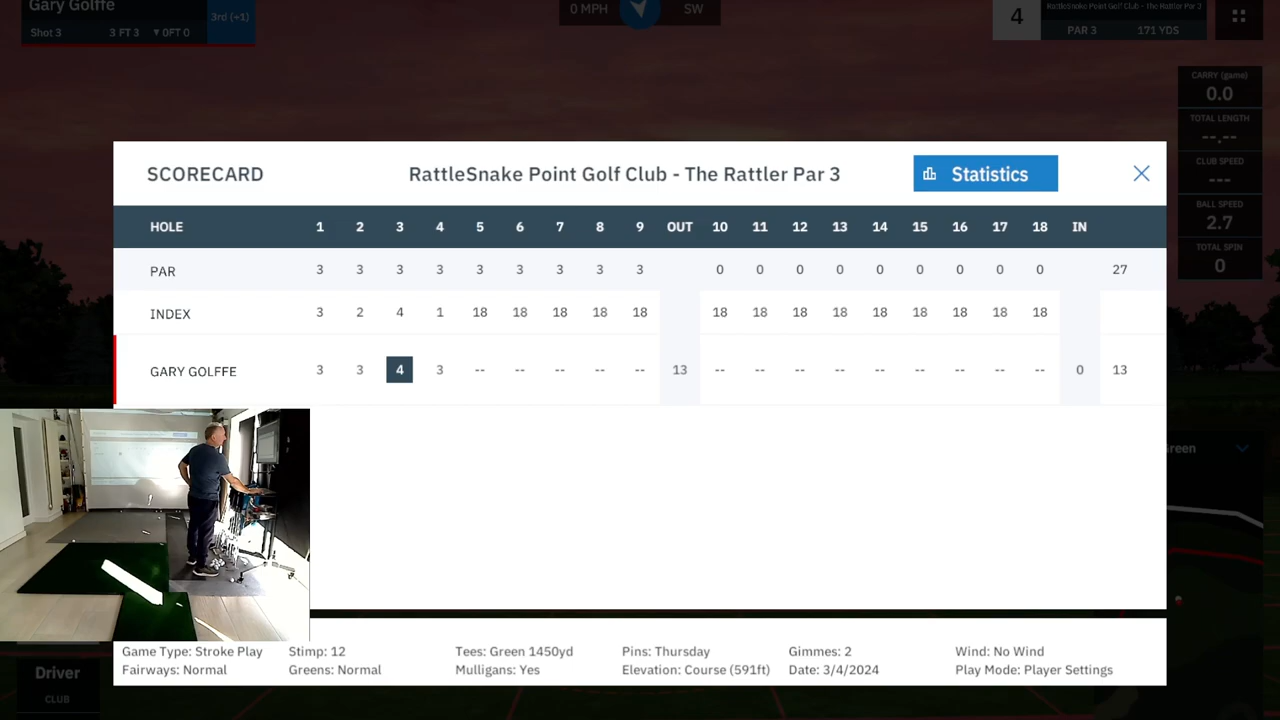 Gary Golffe
3rd (+1)
Shot 3 3 FT 3 ▼0FT 0
0 MPH SW
4
RattleSnake Point Golf Club - The Rattler Par 3
PAR 3 171 YDS
CARRY (game)
0.0
TOTAL LENGTH
--.--
CLUB SPEED
---
BALL SPEED
2.7
TOTAL SPIN
0
SCORECARD RattleSnake Point Golf Club - The Rattler Par 3 Statistics
HOLE 1 2 3 4 5 6 7 8 9 OUT 10 11 12 13 14 15 16 17 18 IN
PAR 3 3 3 3 3 3 3 3 3 0 0 0 0 0 0 0 0 0 27
INDEX 3 2 4 1 18 18 18 18 18 18 18 18 18 18 18 18 18 18
GARY GOLFFE 3 3 4 3 -- -- -- -- -- 13 -- -- -- -- -- -- -- -- -- 0 13
Game Type: Stroke Play Stimp: 12 Tees: Green 1450yd Pins: Thursday Gimmes: 2 Wind: No Wind
Fairways: Normal Greens: Normal Mulligans: Yes Elevation: Course (591ft) Date: 3/4/2024 Play Mode: Player Settings
Driver
CLUB